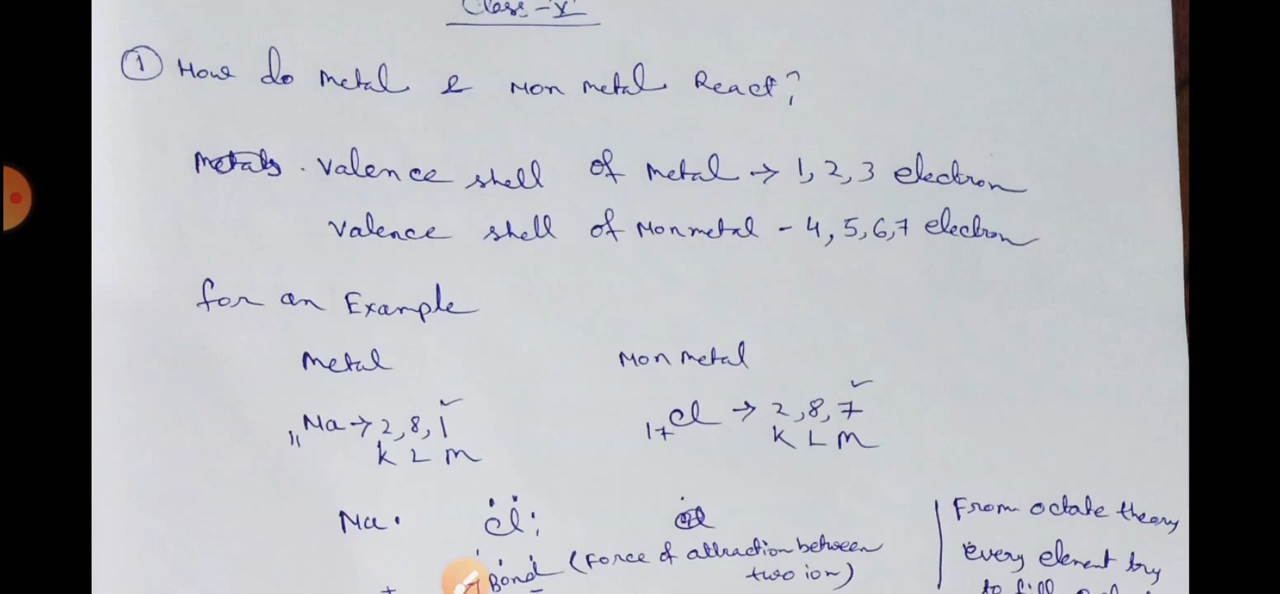 Class-X
① How do Metal & Non metal React?
Metals. Valence shell of Metal → 1, 2, 3 electron
Valence shell of Nonmetal - 4, 5, 6, 7 electron
for an Example
Metal Non metal
₁₁Na → 2, 8, 1 ₁₇Cl → 2, 8, 7
K L M K L M
Na. Cl
Bond (Force of attraction between
two ion)
From octate theory
every element try
to fill